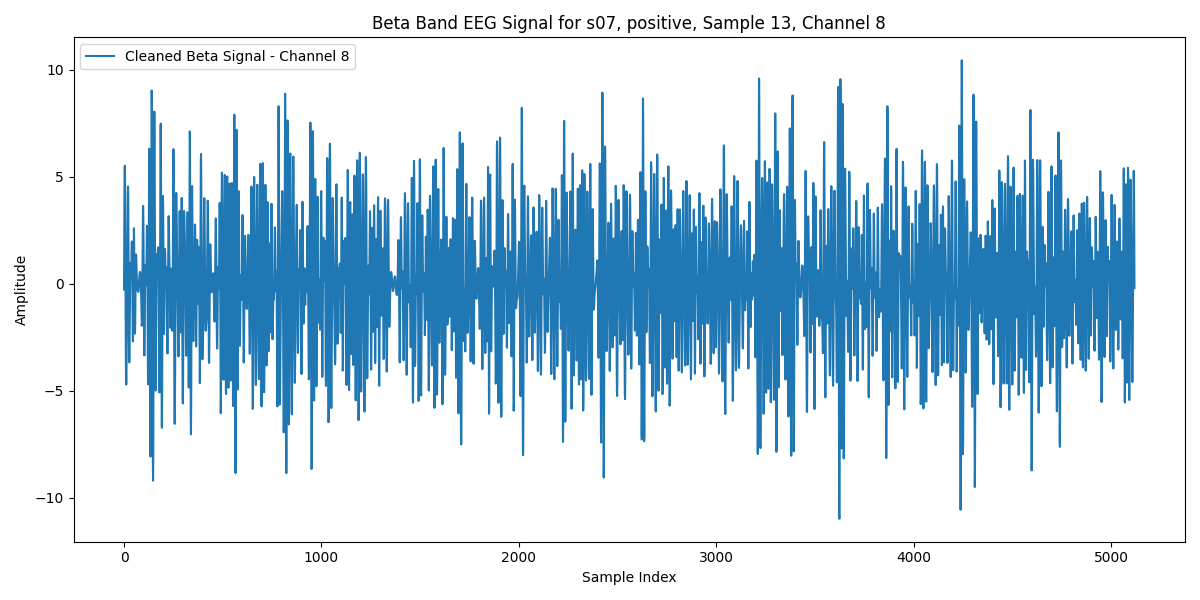 Beta Band EEG Signal for s07, positive, Sample 13, Channel 8
Cleaned Beta Signal - Channel 8
Amplitude
10
5
0
−5
−10
0 1000 2000 3000 4000 5000
Sample Index